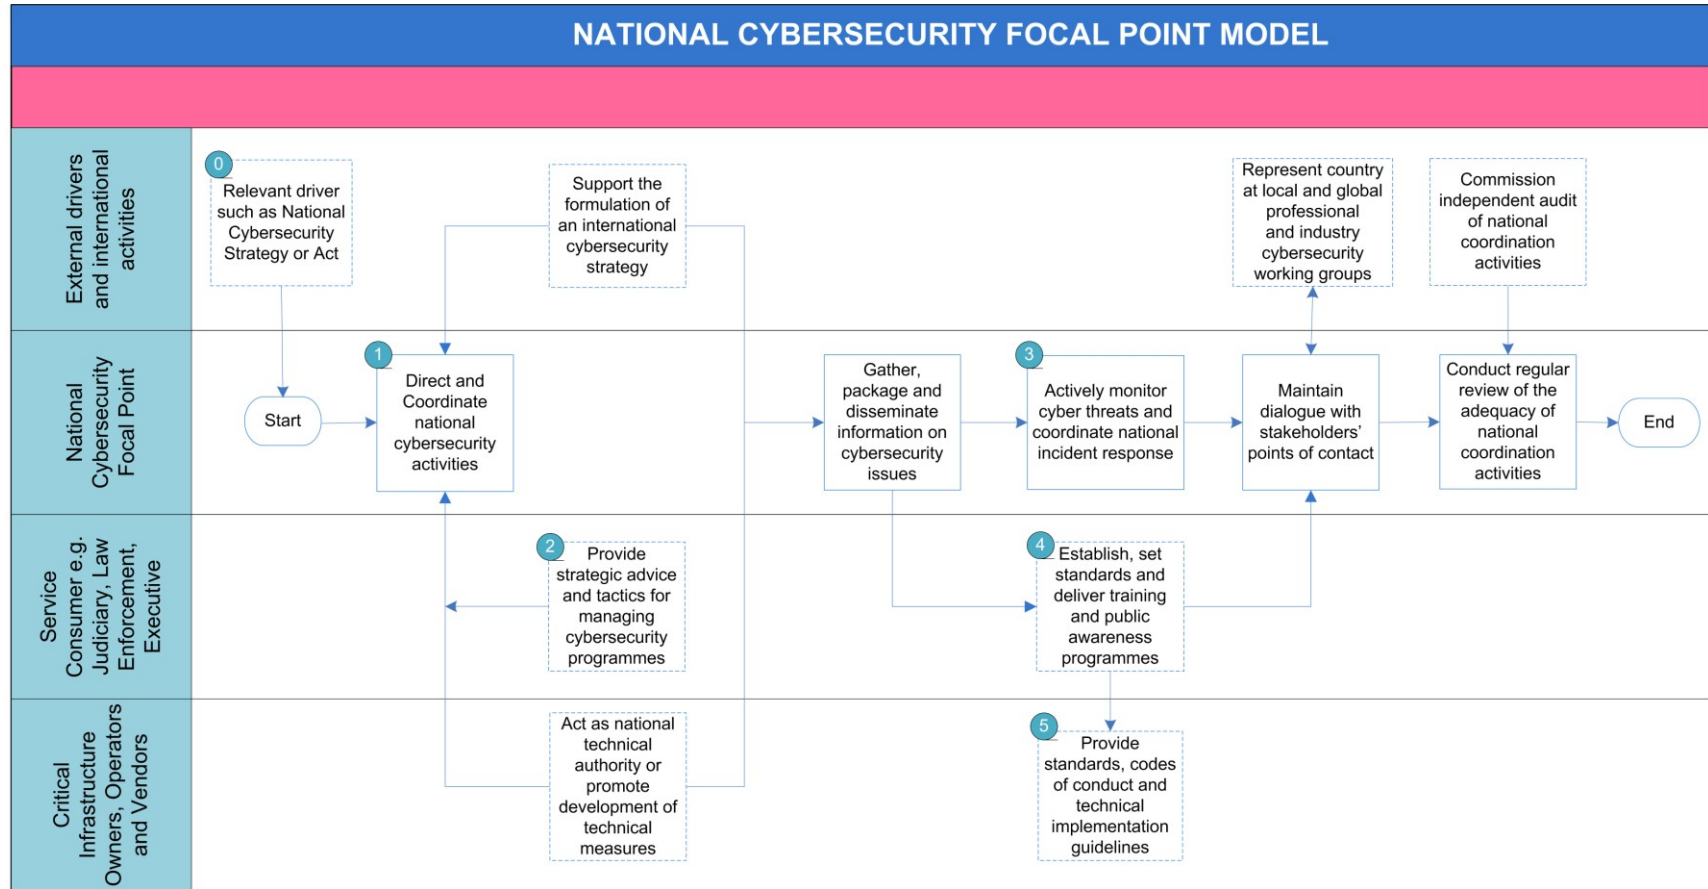 NATIONAL CYBERSECURITY FOCAL POINT MODEL
External drivers
and international
activities
0
Relevant driver
such as National
Cybersecurity
Strategy or Act
Support the
formulation of
an international
cybersecurity
strategy
Represent country
at local and global
professional
and industry
cybersecurity
working groups
Commission
independent audit
of national
coordination
activities
National
Cybersecurity
Focal Point
Start
1
Direct and
Coordinate
national
cybersecurity
activities
Gather,
package and
disseminate
information on
cybersecurity
issues
3
Actively monitor
cyber threats and
coordinate national
incident response
Maintain
dialogue with
stakeholders’
points of contact
Conduct regular
review of the
adequacy of
national
coordination
activities
End
Service
Consumer e.g.
Judiciary, Law
Enforcement,
Executive
2
Provide
strategic advice
and tactics for
managing
cybersecurity
programmes
4
Establish, set
standards and
deliver training
and public
awareness
programmes
Critical
Infrastructure
Owners, Operators
and Vendors
Act as national
technical
authority or
promote
development of
technical
measures
5
Provide
standards, codes
of conduct and
technical
implementation
guidelines